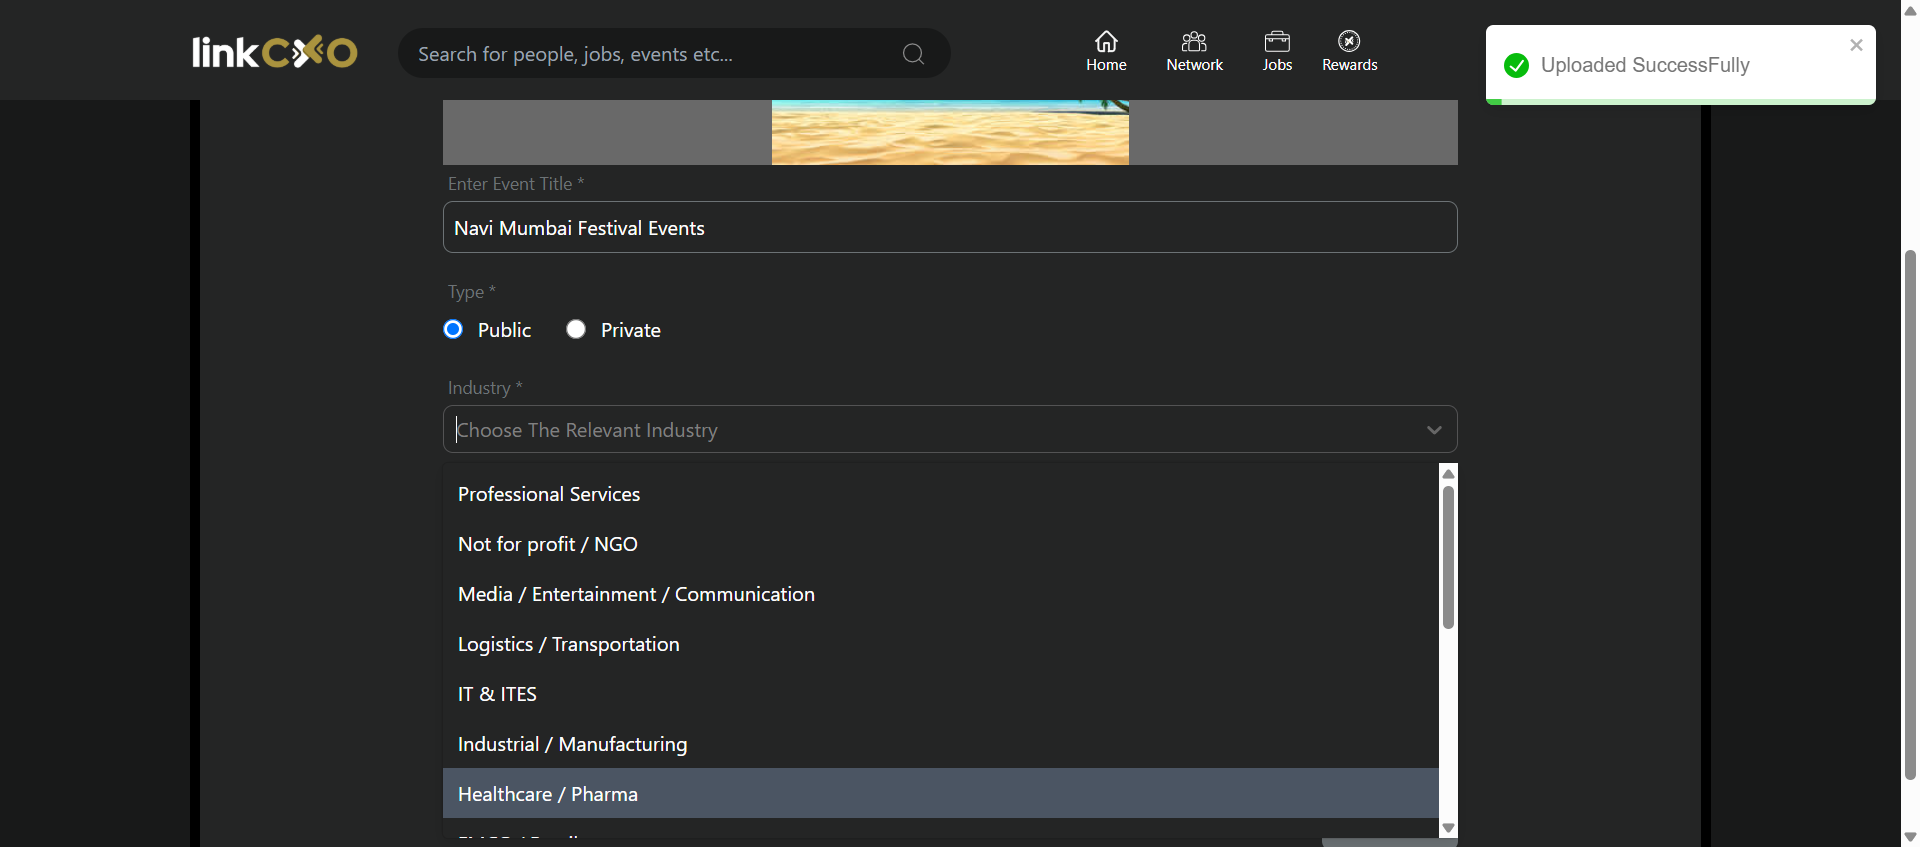 linkcxo
Search for people, jobs, events etc...
Home
Network
Jobs
Rewards
Uploaded SuccessFully
Enter Event Title *
Navi Mumbai Festival Events
Type *
Public
Private
Industry *
Choose The Relevant Industry
Professional Services
Not for profit / NGO
Media / Entertainment / Communication
Logistics / Transportation
IT & ITES
Industrial / Manufacturing
Healthcare / Pharma